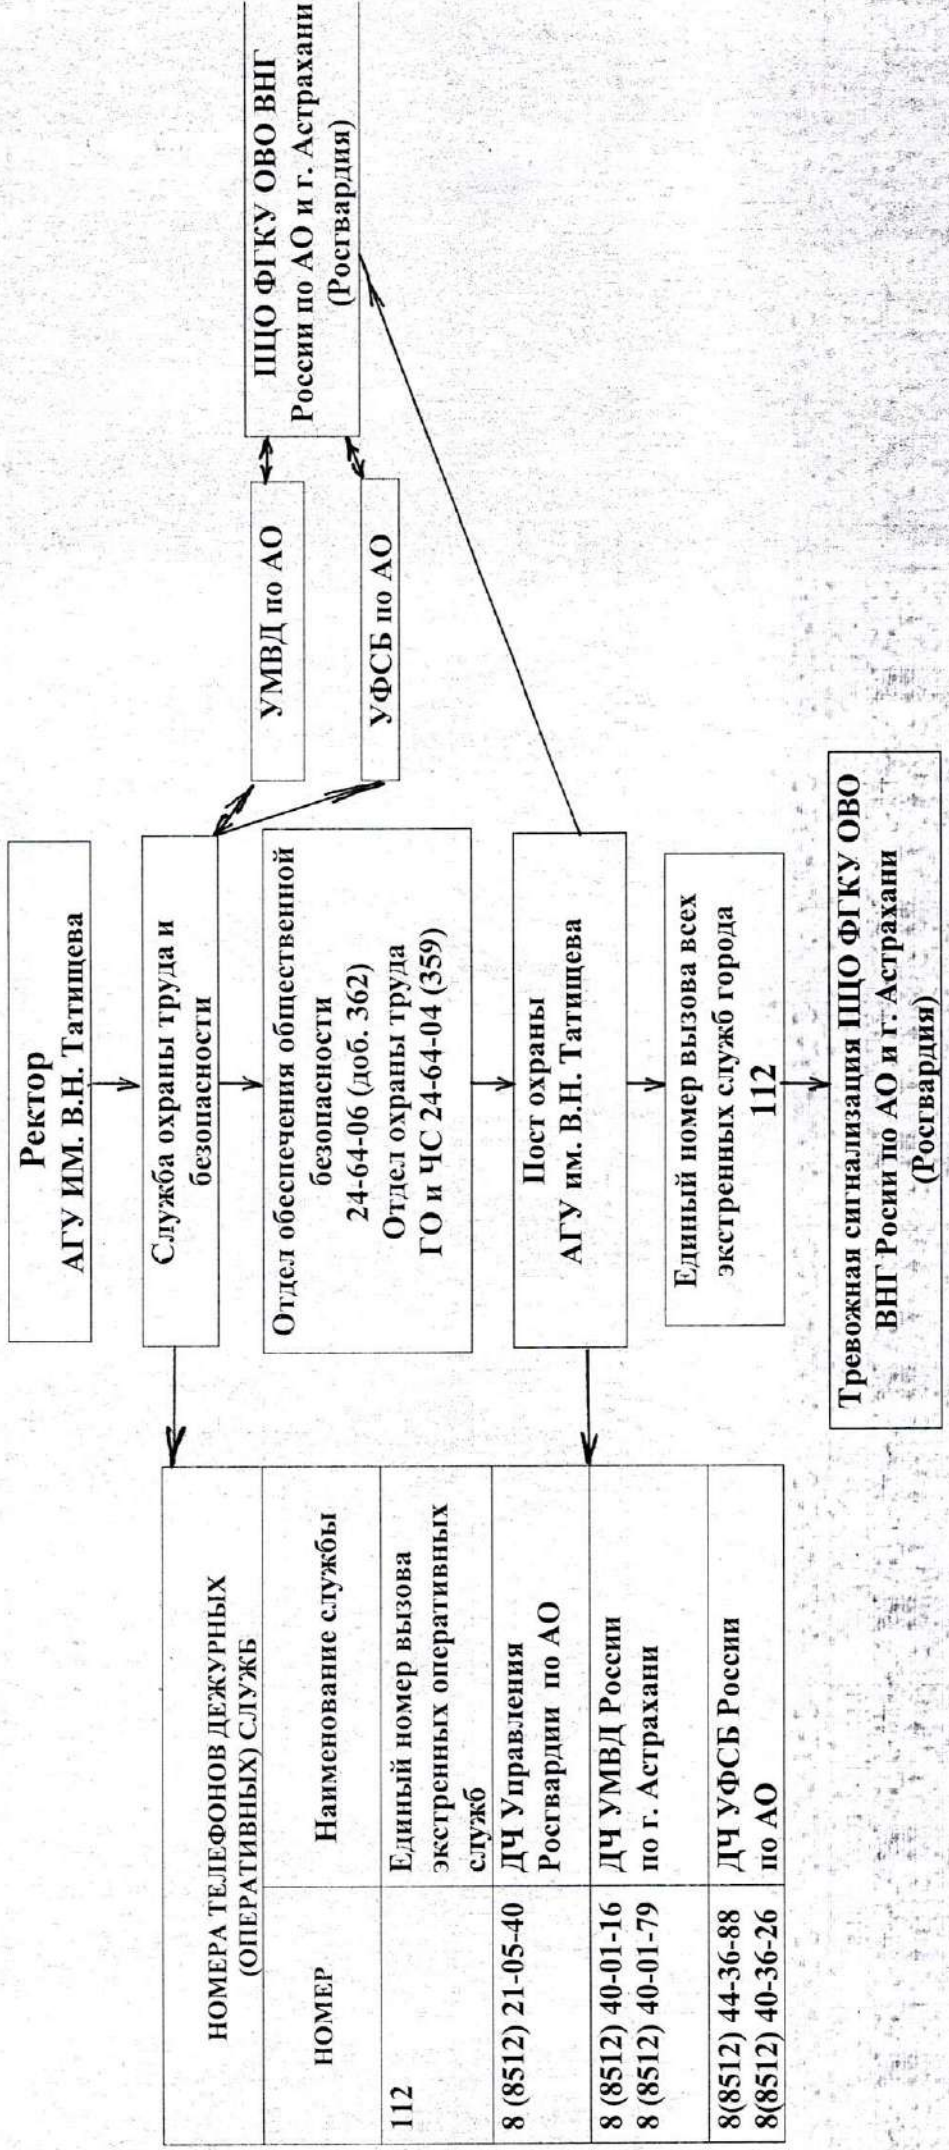 НОМЕРА ТЕЛЕФОНОВ ДЕЖУРНЫХ
(ОПЕРАТИВНЫХ) СЛУЖБ
НОМЕР
Наименование службы
112
Единый номер вызова
экстренных оперативных
служб
8 (8512) 21-05-40
ДЧ Управления
Росгвардии по АО
8 (8512) 40-01-16
8 (8512) 40-01-79
ДЧ УМВД России
по г. Астрахани
8(8512) 44-36-88
8(8512) 40-36-26
ДЧ УФСБ России
по АО
Ректор
АГУ ИМ. В.Н. Татищева
Служба охраны труда и
безопасности
Отдел обеспечения общественной
безопасности
24-64-06 (доб. 362)
Отдел охраны труда
ГО и ЧС 24-64-04 (359)
Пост охраны
АГУ им. В.Н. Татищева
Единый номер вызова всех
экстренных служб города
112
Тревожная сигнализация ПЦО ФГКУ ОВО
ВНГ Росии по АО и г. Астрахани
(Росгвардия)
УМВД по АО
УФСБ по АО
ПЦО ФГКУ ОВО ВНГ
России по АО и г. Астрахани
(Росгвардия)